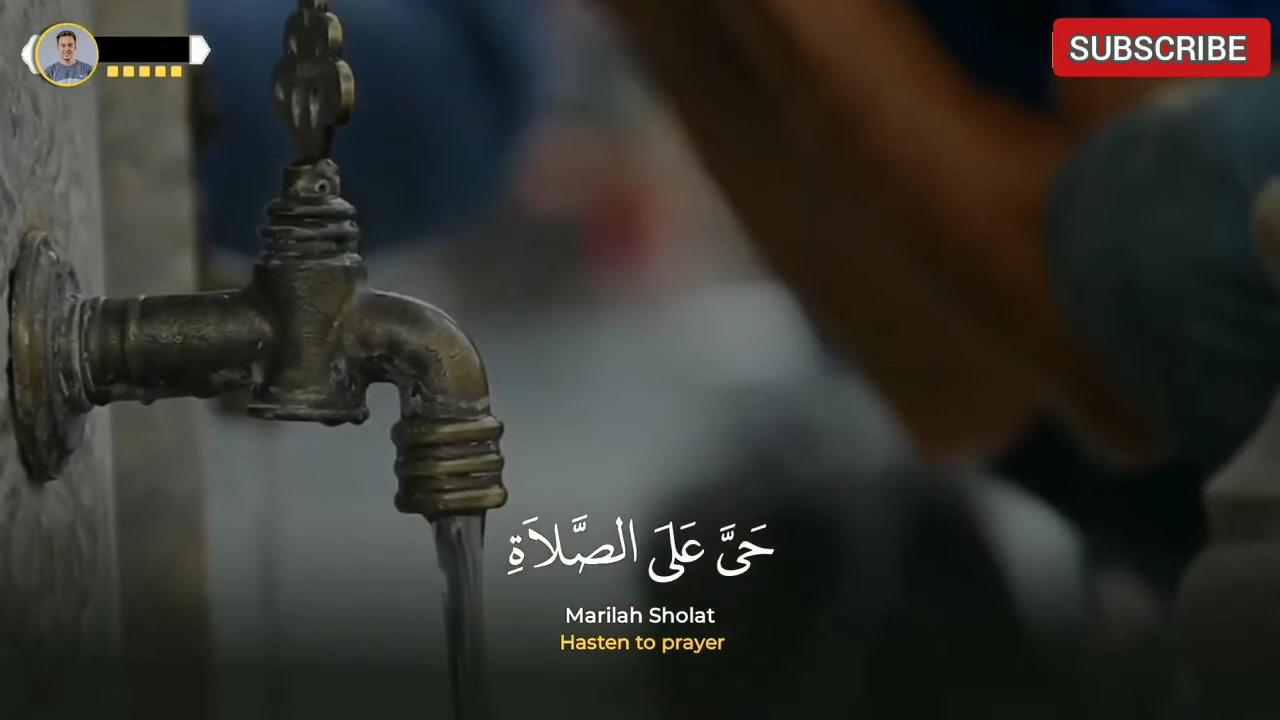 SUBSCRIBE
حَىَّ عَلَى الصَّلَاةِ
Marilah Sholat
Hasten to prayer